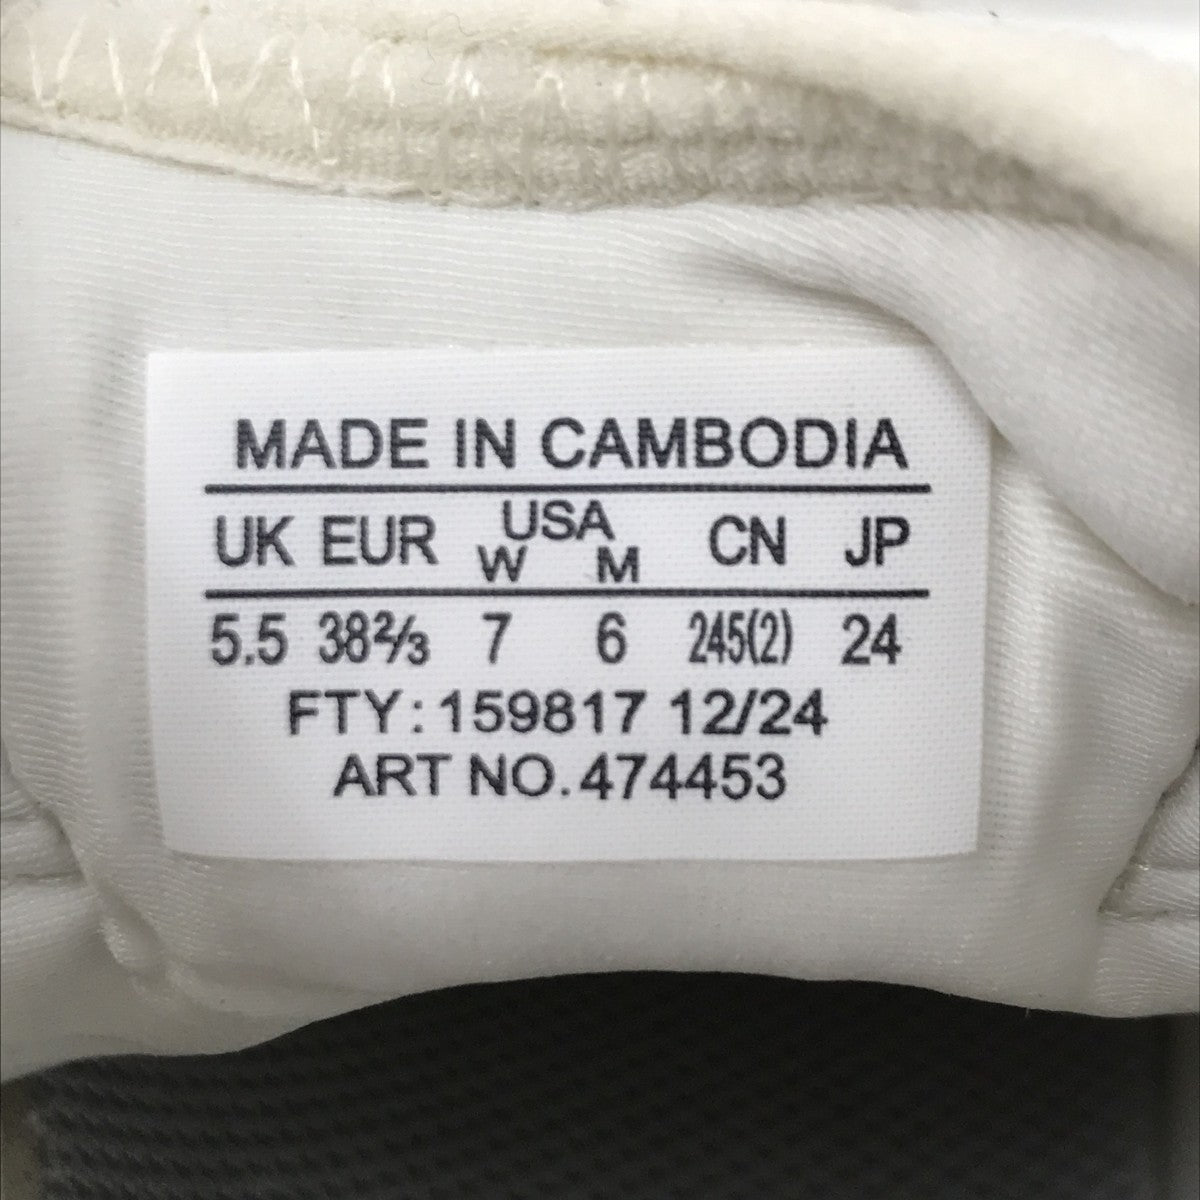 MADE IN CAMBODIA
UK EUR USA W M CN JP
5.5 38⅔ 7 6 245(2) 24
FTY: 159817 12/24
ART NO. 474453